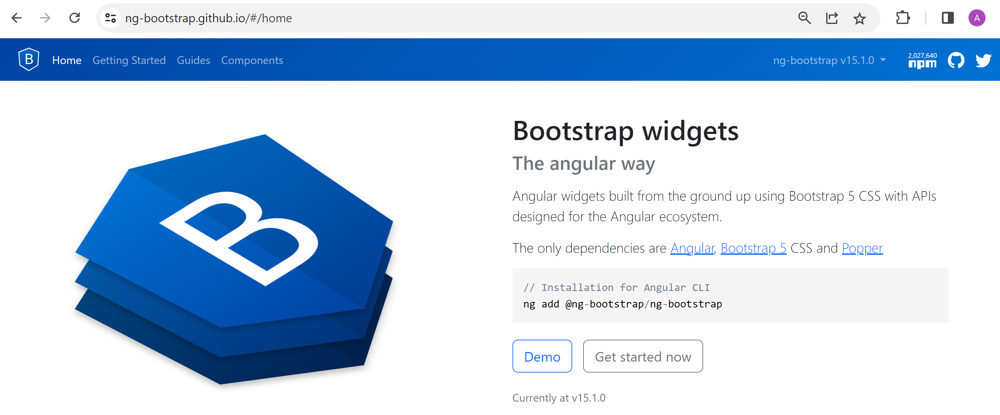 ng-bootstrap.github.io/#/home
A
B Home Getting Started Guides Components ng-bootstrap v15.1.0 2,027,640
npm
Bootstrap widgets
The angular way
Angular widgets built from the ground up using Bootstrap 5 CSS with APIs
designed for the Angular ecosystem.
The only dependencies are Angular, Bootstrap 5 CSS and Popper
// Installation for Angular CLI
ng add @ng-bootstrap/ng-bootstrap
Demo Get started now
Currently at v15.1.0
B